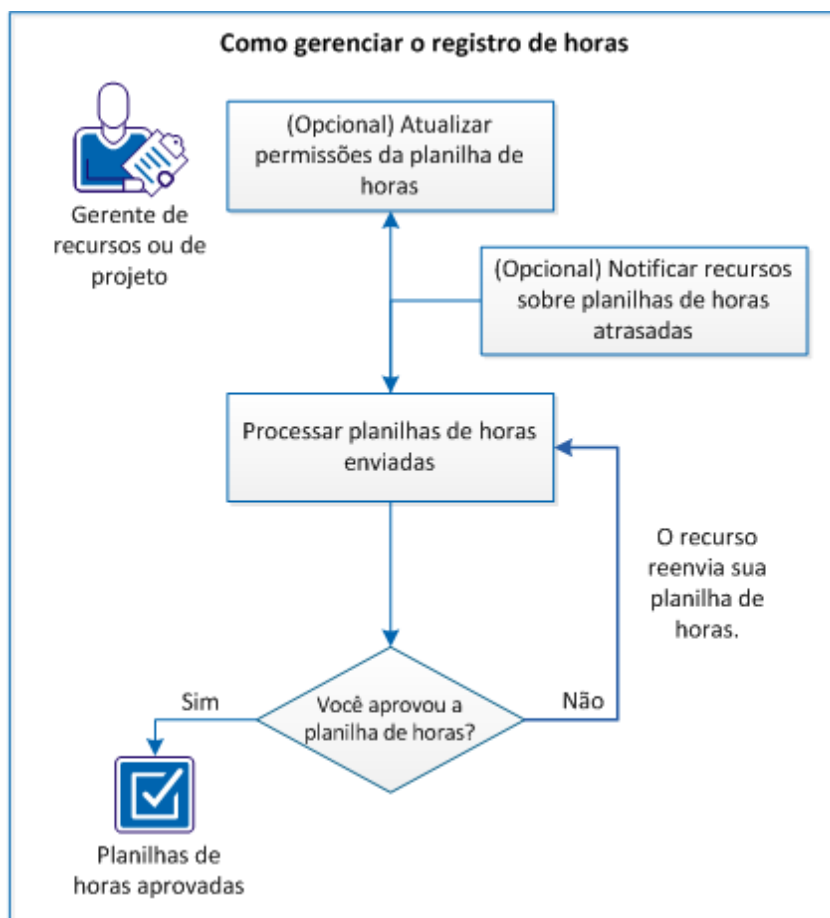 Como gerenciar o registro de horas
Gerente de
recursos ou de
projeto
(Opcional) Atualizar
permissões da planilha de
horas
(Opcional) Notificar recursos
sobre planilhas de horas
atrasadas
Processar planilhas de horas
enviadas
O recurso
reenvia sua
planilha de
horas.
Você aprovou a
planilha de horas?
Sim
Não
Planilhas de
horas aprovadas